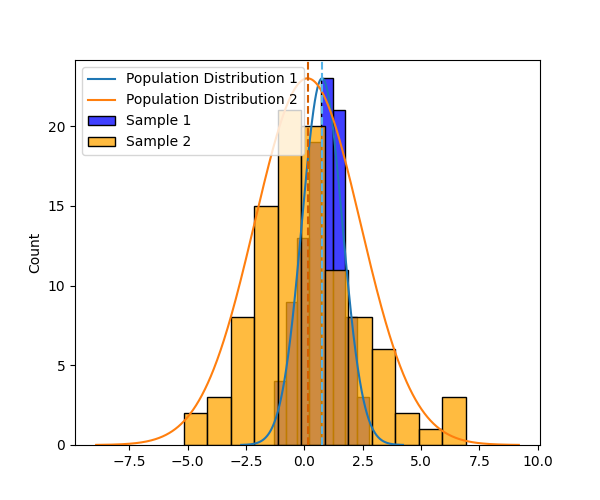 Population Distribution 1
Population Distribution 2
Sample 1
Sample 2
Count
20
15
10
5
0
−7.5 −5.0 −2.5 0.0 2.5 5.0 7.5 10.0